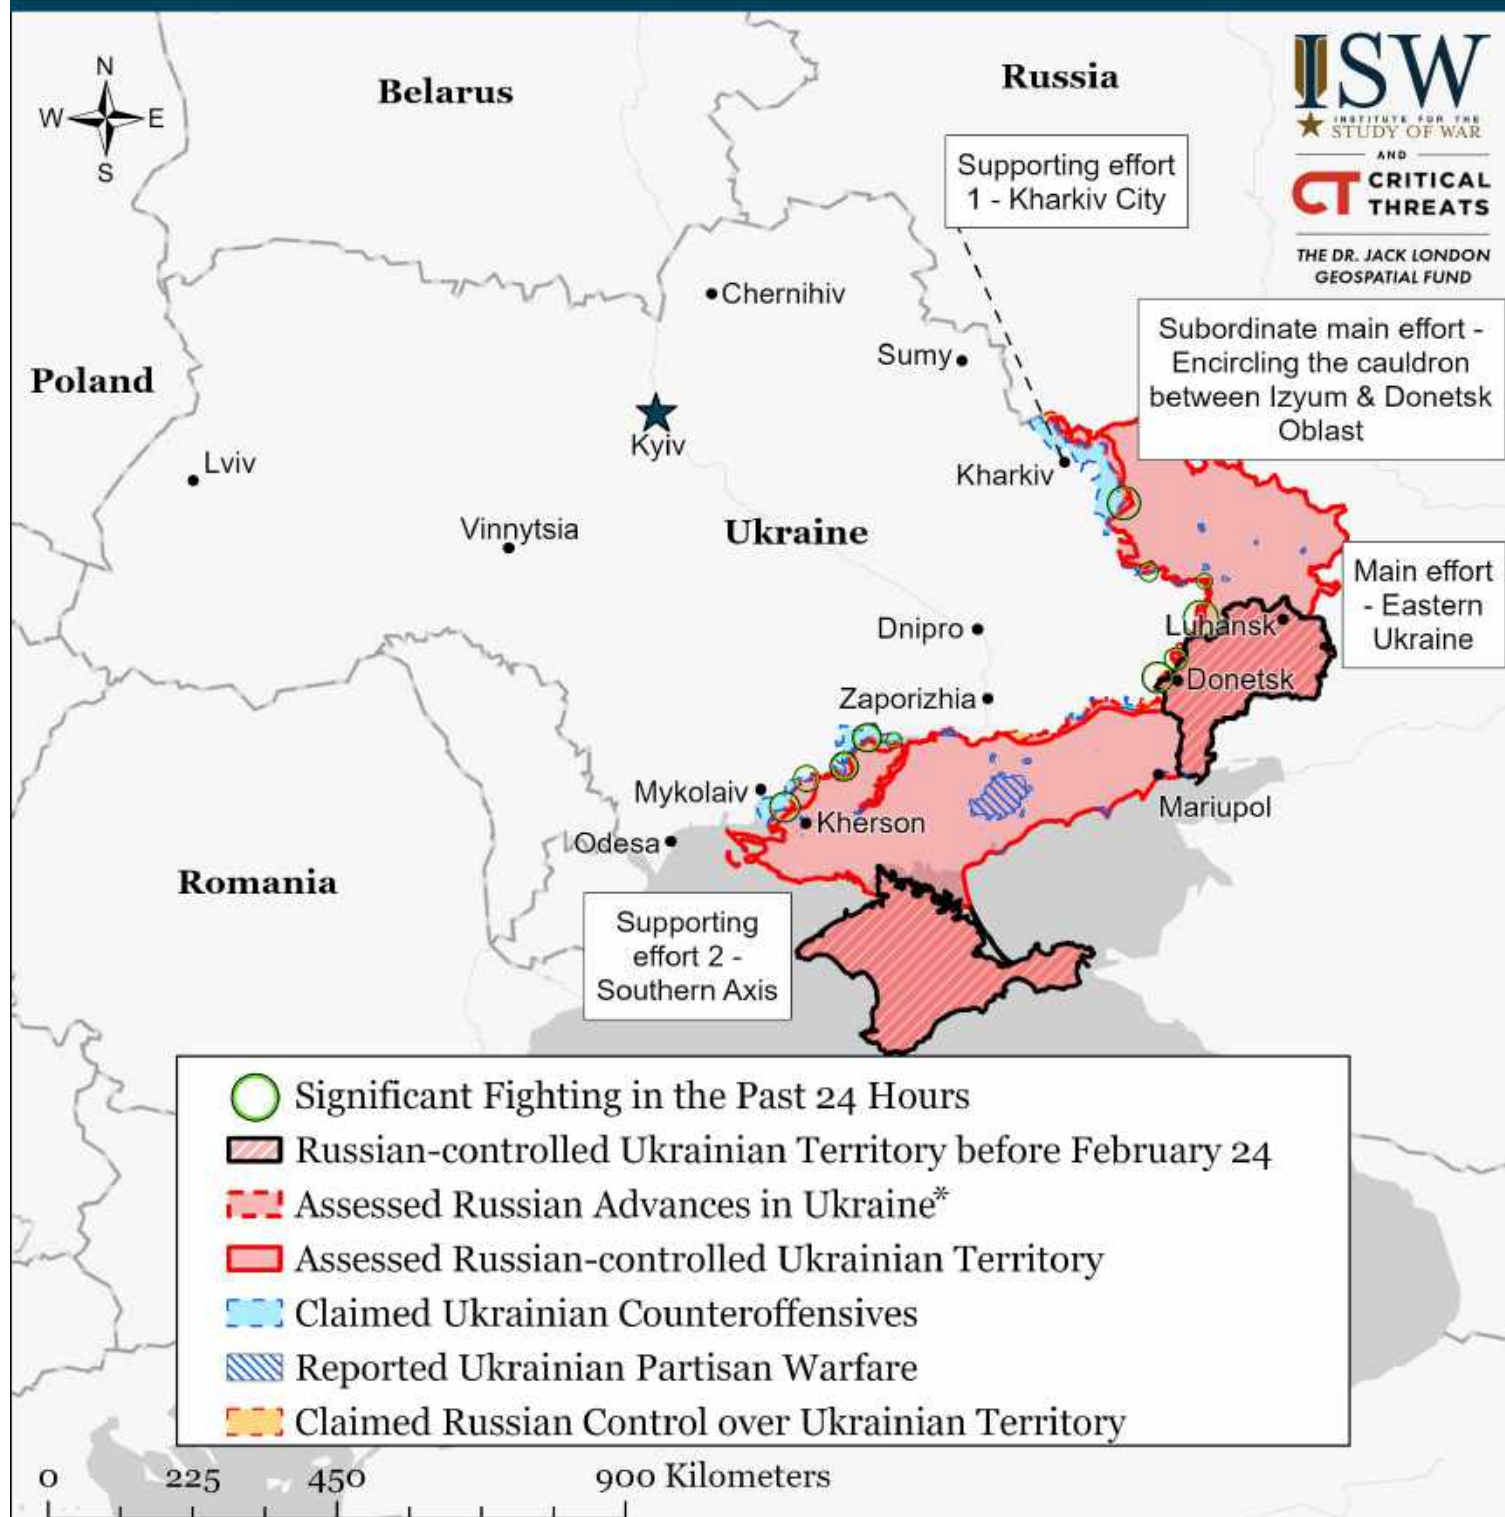 N
W E
S
Belarus
Russia
ISW
INSTITUTE FOR THE
STUDY OF WAR
AND
CT CRITICAL
THREATS
THE DR. JACK LONDON
GEOSPATIAL FUND
Supporting effort
1 - Kharkiv City
Chernihiv
Subordinate main effort -
Encircling the cauldron
between Izyum & Donetsk
Oblast
Sumy
Poland
Kyiv
Lviv
Kharkiv
Vinnytsia
Ukraine
Main effort
- Eastern
Ukraine
Dnipro
Luhansk
Donetsk
Zaporizhia
Mykolaiv
Mariupol
Kherson
Odesa
Romania
Supporting
effort 2 -
Southern Axis
Significant Fighting in the Past 24 Hours
Russian-controlled Ukrainian Territory before February 24
Assessed Russian Advances in Ukraine*
Assessed Russian-controlled Ukrainian Territory
Claimed Ukrainian Counteroffensives
Reported Ukrainian Partisan Warfare
Claimed Russian Control over Ukrainian Territory
0 225 450 900 Kilometers